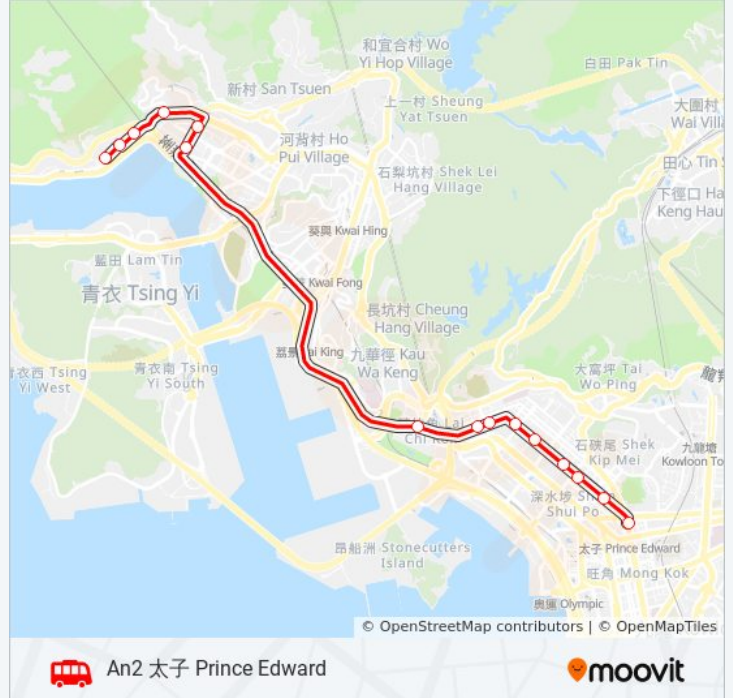 和宜合村 Wo
Yi Hop Village
白田 Pak Tin
新村 San Tsuen
上一村 Sheung
Yat Tsuen
大圍村
Wai Villa
河背村 Ho
Pui Village
石梨坑村 Shek Lei
Hang Village
田心 Tin S
下徑口 Ha
Keng Hau
葵興 Kwai Hing
藍田 Lam Tin
青衣 Tsing Yi
Kwai Fong
長坑村 Cheung
Hang Village
荔景 Lai King
九華徑 Kau
Wa Keng
青衣西 Tsing
Yi West
青衣南 Tsing
Yi South
大窩坪 Tai
Wo Ping
龍翔
Lai
Chi Kok
石硤尾 Shek
Kip Mei
九龍塘
Kowloon To
深水埗 Sham
Shui Po
昂船洲 Stonecutters
Island
太子 Prince Edward
旺角 Mong Kok
奧運 Olympic
© OpenStreetMap contributors | © OpenMapTiles
An2 太子 Prince Edward
moovit